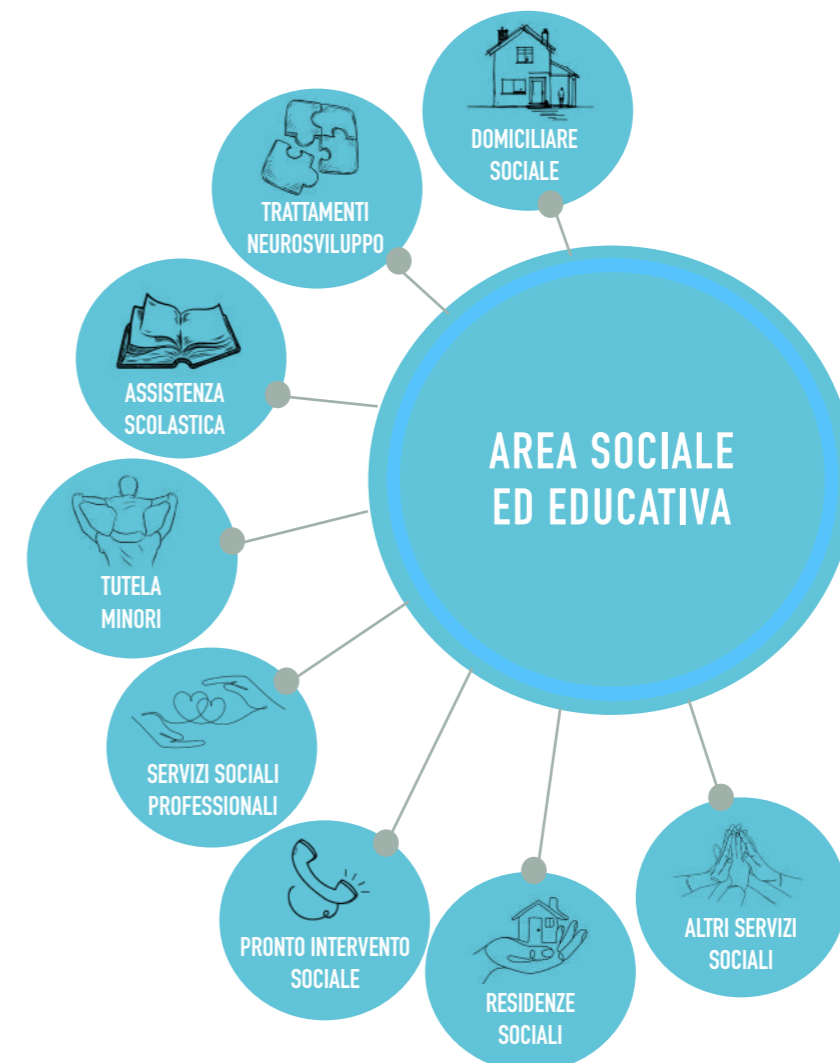 DOMICILIARE
SOCIALE
TRATTAMENTI
NEUROSVILUPPO
ASSISTENZA
SCOLASTICA
AREA SOCIALE
ED EDUCATIVA
TUTELA
MINORI
SERVIZI SOCIALI
PROFESSIONALI
PRONTO INTERVENTO
SOCIALE
RESIDENZE
SOCIALI
ALTRI SERVIZI
SOCIALI